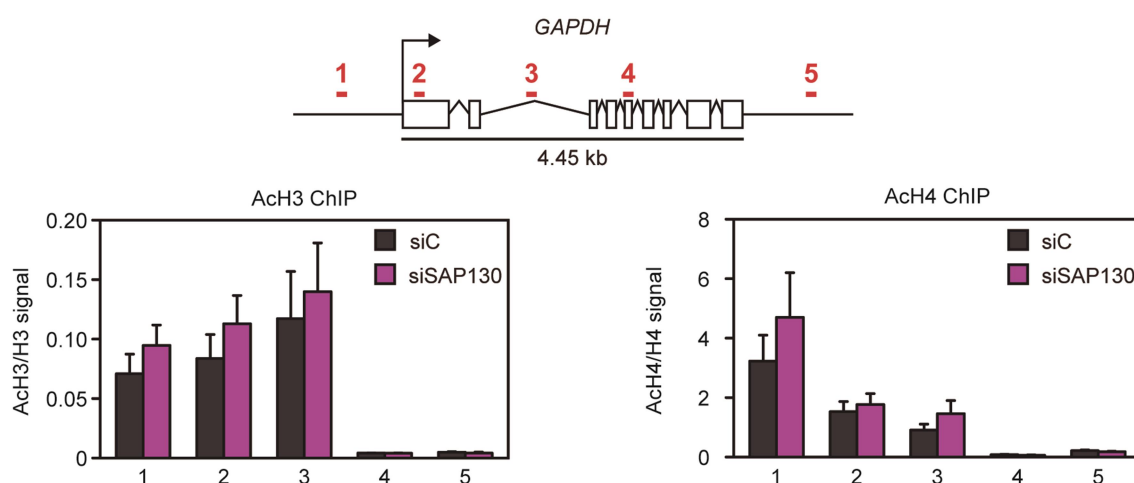 GAPDH
1 2 3 4 5
4.45 kb
AcH3 ChIP
AcH3/H3 signal
0.20
0.15
0.10
0.05
0
siC
siSAP130
1 2 3 4 5
AcH4 ChIP
AcH4/H4 signal
8
6
4
2
0
siC
siSAP130
1 2 3 4 5